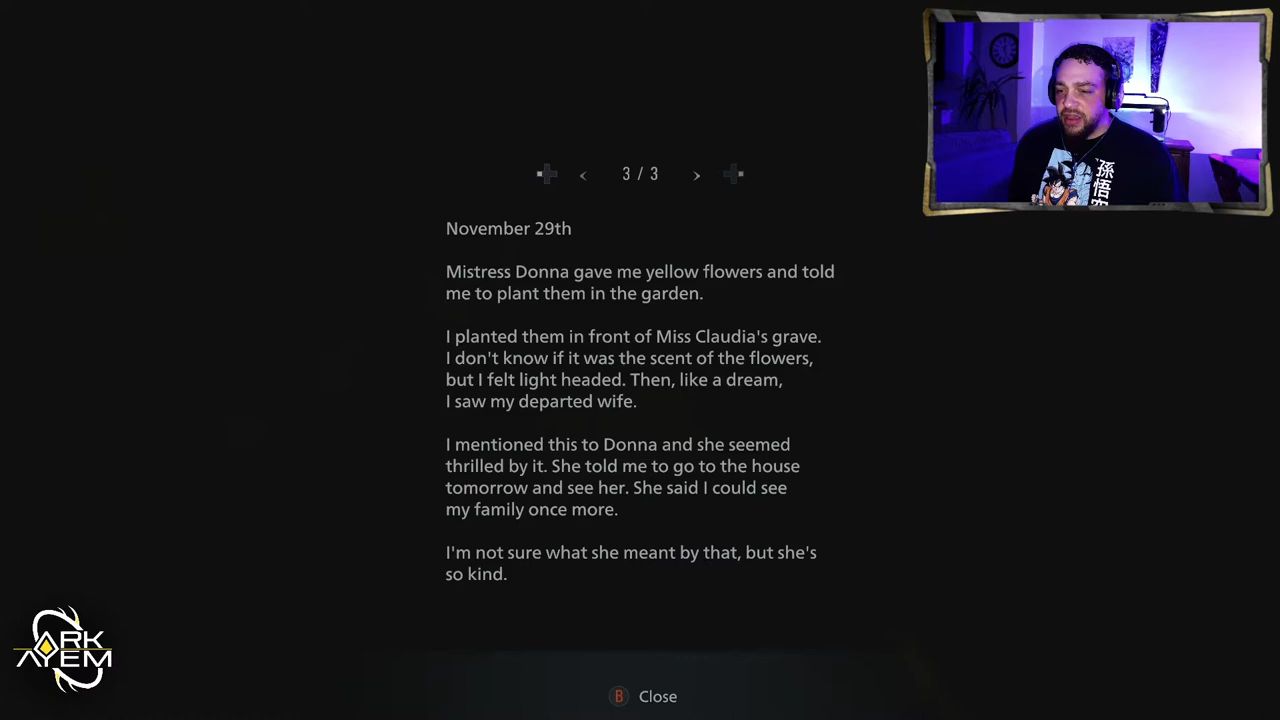 3 / 3
November 29th
Mistress Donna gave me yellow flowers and told
me to plant them in the garden.
I planted them in front of Miss Claudia's grave.
I don't know if it was the scent of the flowers,
but I felt light headed. Then, like a dream,
I saw my departed wife.
I mentioned this to Donna and she seemed
thrilled by it. She told me to go to the house
tomorrow and see her. She said I could see
my family once more.
I'm not sure what she meant by that, but she's
so kind.
B Close
ARK
AYEM
孫
悟
空